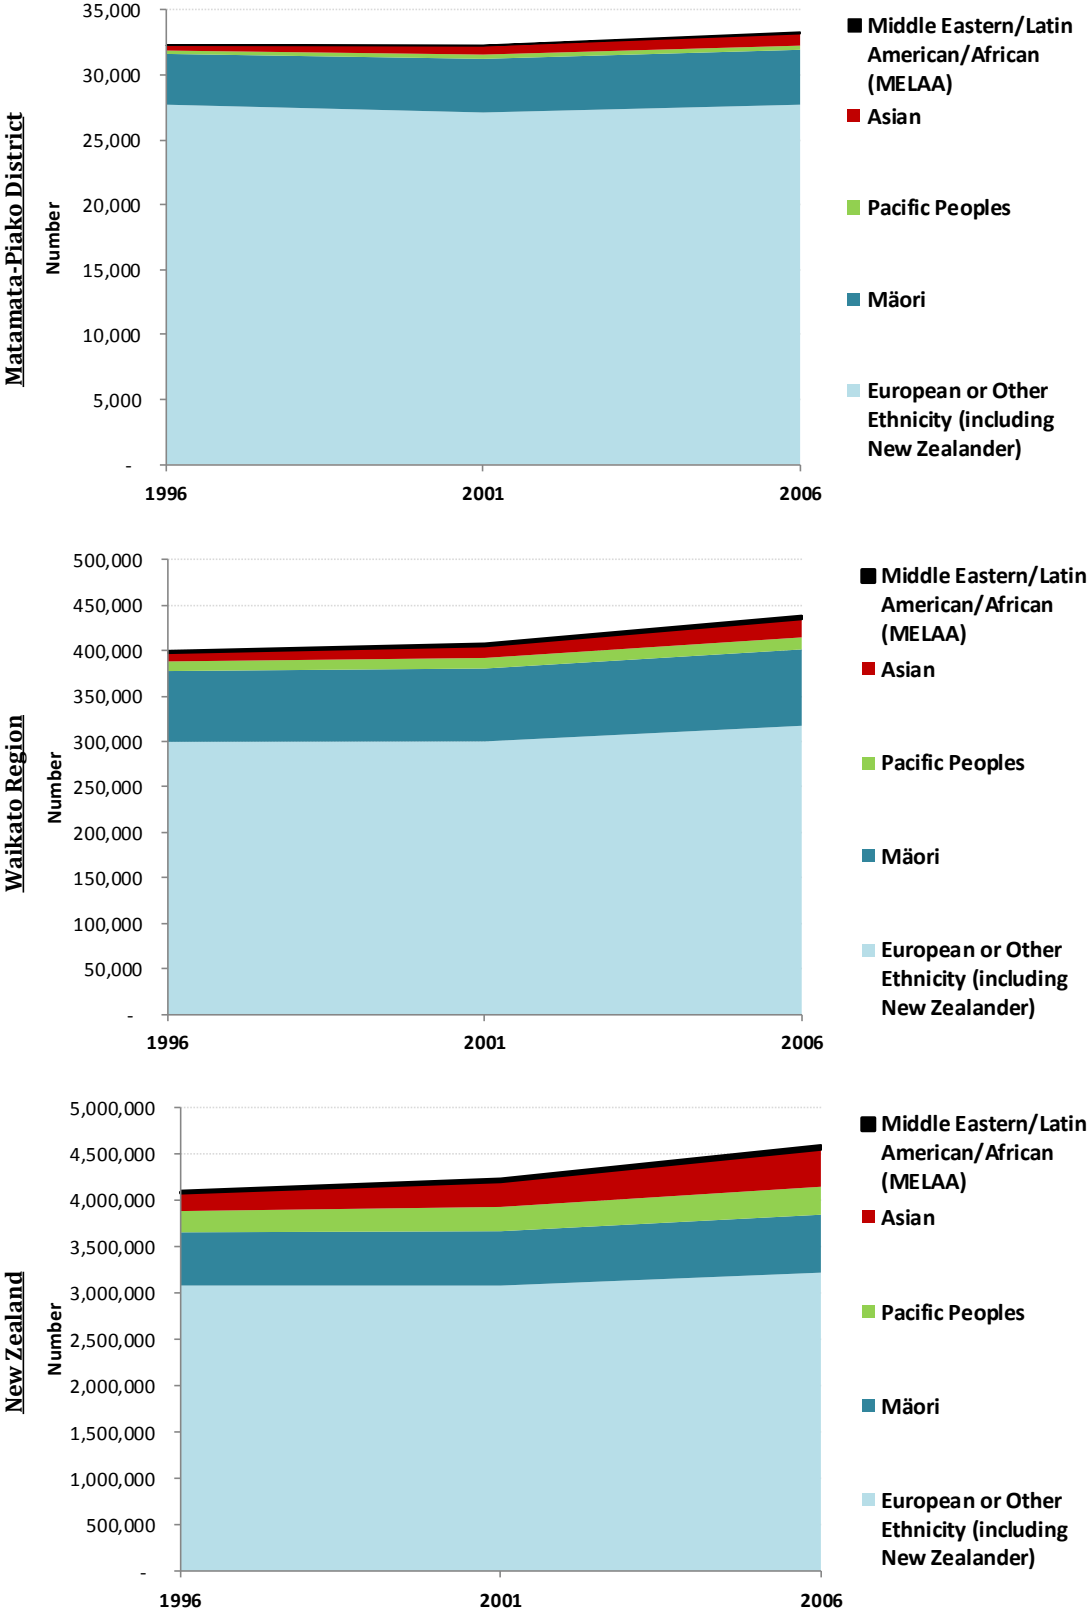 Matamata-Piako District
Number
35,000
30,000
25,000
20,000
15,000
10,000
5,000
-
1996
2001
2006
Middle Eastern/Latin
American/African
(MELAA)
Asian
Pacific Peoples
Mäori
European or Other
Ethnicity (including
New Zealander)
Waikato Region
Number
500,000
450,000
400,000
350,000
300,000
250,000
200,000
150,000
100,000
50,000
-
1996
2001
2006
Middle Eastern/Latin
American/African
(MELAA)
Asian
Pacific Peoples
Mäori
European or Other
Ethnicity (including
New Zealander)
New Zealand
Number
5,000,000
4,500,000
4,000,000
3,500,000
3,000,000
2,500,000
2,000,000
1,500,000
1,000,000
500,000
-
1996
2001
2006
Middle Eastern/Latin
American/African
(MELAA)
Asian
Pacific Peoples
Mäori
European or Other
Ethnicity (including
New Zealander)